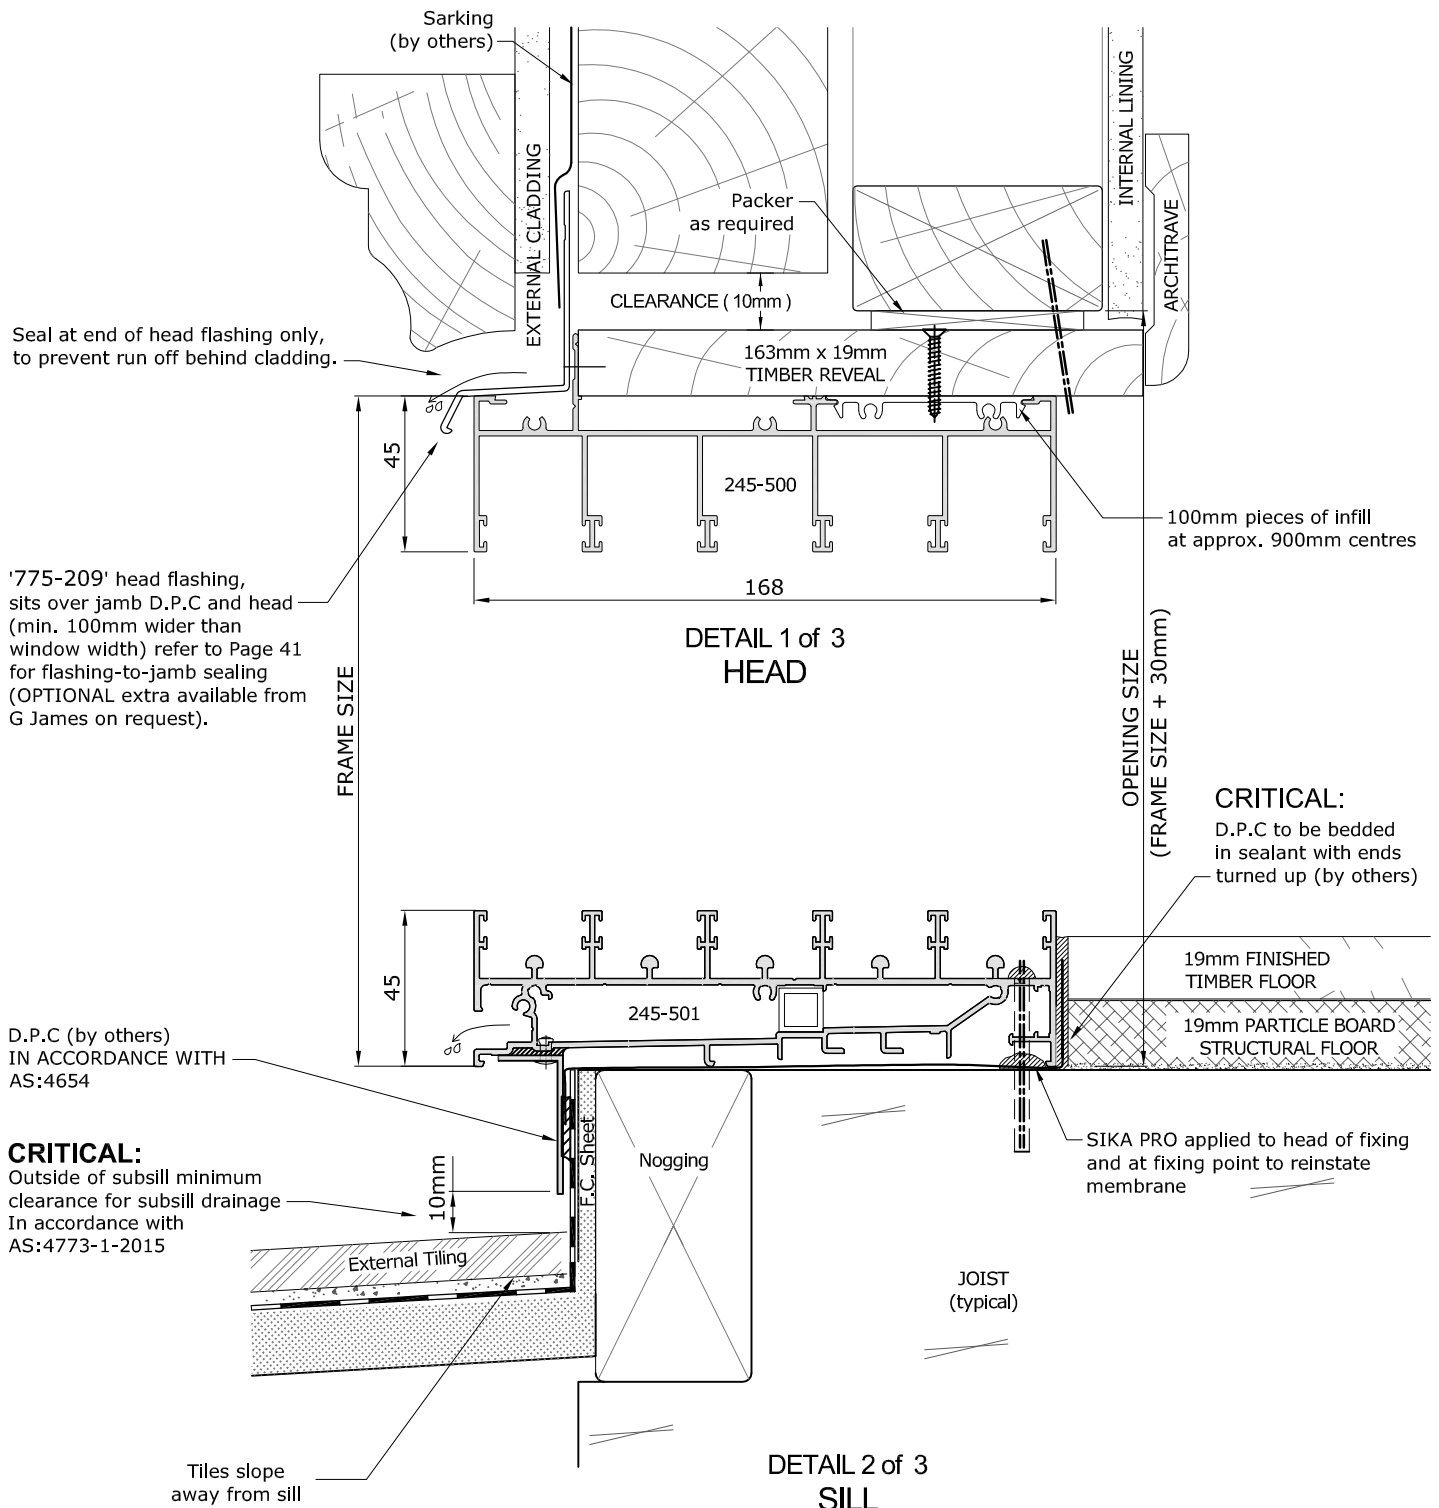 Sarking
(by others)
EXTERNAL CLADDING
INTERNAL LINING
ARCHITRAVE
Packer
as required
CLEARANCE ( 10mm )
Seal at end of head flashing only,
to prevent run off behind cladding.
163mm x 19mm
TIMBER REVEAL
45
245-500
100mm pieces of infill
at approx. 900mm centres
168
'775-209' head flashing,
sits over jamb D.P.C and head
(min. 100mm wider than
window width) refer to Page 41
for flashing-to-jamb sealing
(OPTIONAL extra available from
G James on request).
DETAIL 1 of 3
HEAD
FRAME SIZE
OPENING SIZE
(FRAME SIZE + 30mm)
CRITICAL:
D.P.C to be bedded
in sealant with ends
turned up (by others)
45
245-501
19mm FINISHED
TIMBER FLOOR
19mm PARTICLE BOARD
STRUCTURAL FLOOR
D.P.C (by others)
IN ACCORDANCE WITH
AS:4654
CRITICAL:
Outside of subsill minimum
clearance for subsill drainage
In accordance with
AS:4773-1-2015
10mm
F.C. Sheet
Nogging
SIKA PRO applied to head of fixing
and at fixing point to reinstate
membrane
External Tiling
JOIST
(typical)
Tiles slope
away from sill
DETAIL 2 of 3
SILL